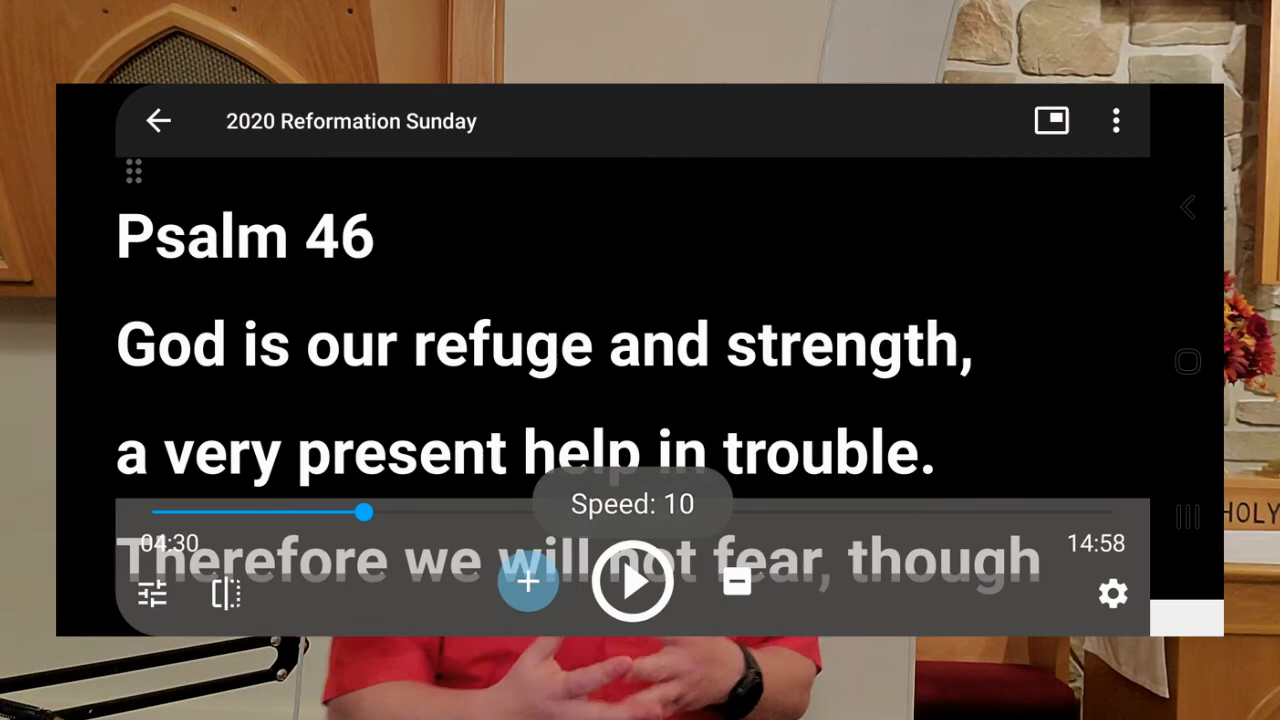 2020 Reformation Sunday
Psalm 46
God is our refuge and strength,
a very present help in trouble.
Speed: 10
04:30
14:58
Therefore we will not fear, though
HOLY